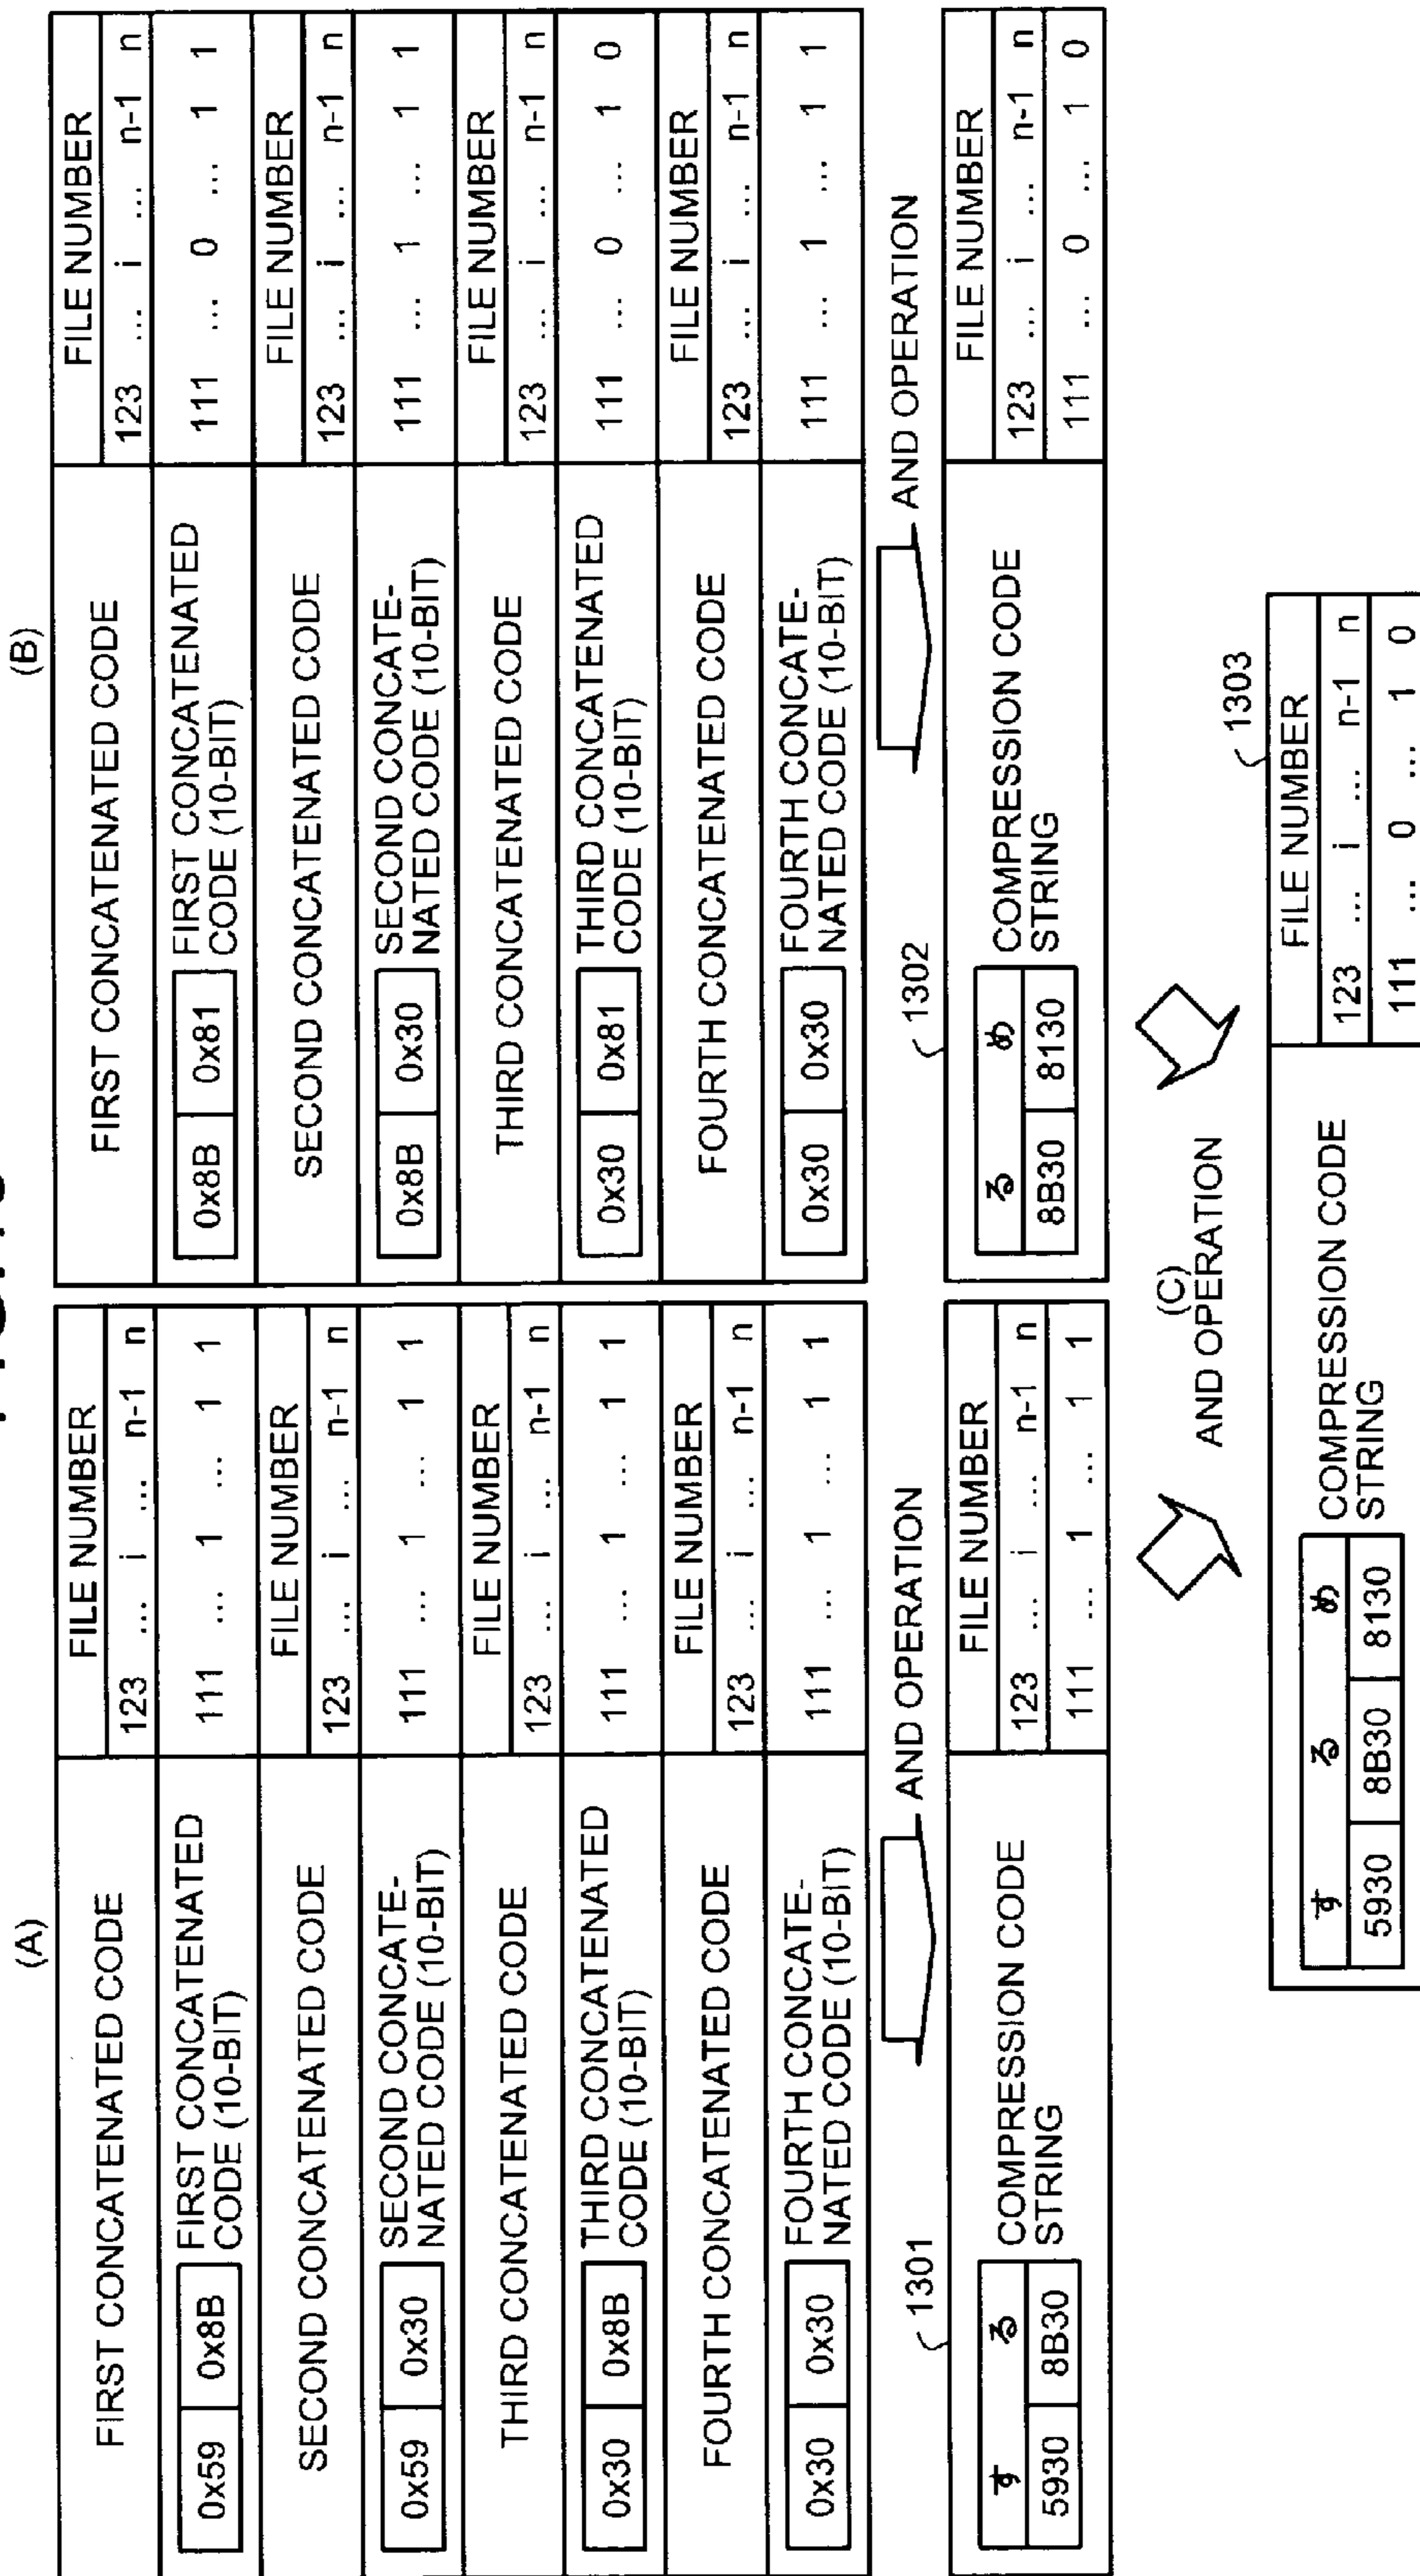 (A)
FIRST CONCATENATED CODE
FILE NUMBER
123 ... i ... n-1 n
0x59 0x8B
FIRST CONCATENATED
CODE (10-BIT)
111 ... 1 ... 1 1
SECOND CONCATENATED CODE
FILE NUMBER
123 ... i ... n-1 n
0x59 0x30
SECOND CONCATE-
NATED CODE (10-BIT)
111 ... 1 ... 1 1
THIRD CONCATENATED CODE
FILE NUMBER
123 ... i ... n-1 n
0x30 0x8B
THIRD CONCATENATED
CODE (10-BIT)
111 ... 1 ... 1 1
FOURTH CONCATENATED CODE
FILE NUMBER
123 ... i ... n-1 n
0x30 0x30
FOURTH CONCATE-
NATED CODE (10-BIT)
111 ... 1 ... 1 1
AND OPERATION
1301
す る
5930 8B30
COMPRESSION CODE
STRING
FILE NUMBER
123 ... i ... n-1 n
111 ... 1 ... 1 1
(B)
FIRST CONCATENATED CODE
FILE NUMBER
123 ... i ... n-1 n
0x8B 0x81
FIRST CONCATENATED
CODE (10-BIT)
111 ... 0 ... 1 1
SECOND CONCATENATED CODE
FILE NUMBER
123 ... i ... n-1 n
0x8B 0x30
SECOND CONCATE-
NATED CODE (10-BIT)
111 ... 1 ... 1 1
THIRD CONCATENATED CODE
FILE NUMBER
123 ... i ... n-1 n
0x30 0x81
THIRD CONCATENATED
CODE (10-BIT)
111 ... 0 ... 1 0
FOURTH CONCATENATED CODE
FILE NUMBER
123 ... i ... n-1 n
0x30 0x30
FOURTH CONCATE-
NATED CODE (10-BIT)
111 ... 1 ... 1 1
AND OPERATION
1302
る め
8B30 8130
COMPRESSION CODE
STRING
FILE NUMBER
123 ... i ... n-1 n
111 ... 0 ... 1 0
(C)
AND OPERATION
1303
す る め
5930 8B30 8130
COMPRESSION CODE
STRING
FILE NUMBER
123 ... i ... n-1 n
111 ... 0 ... 1 0